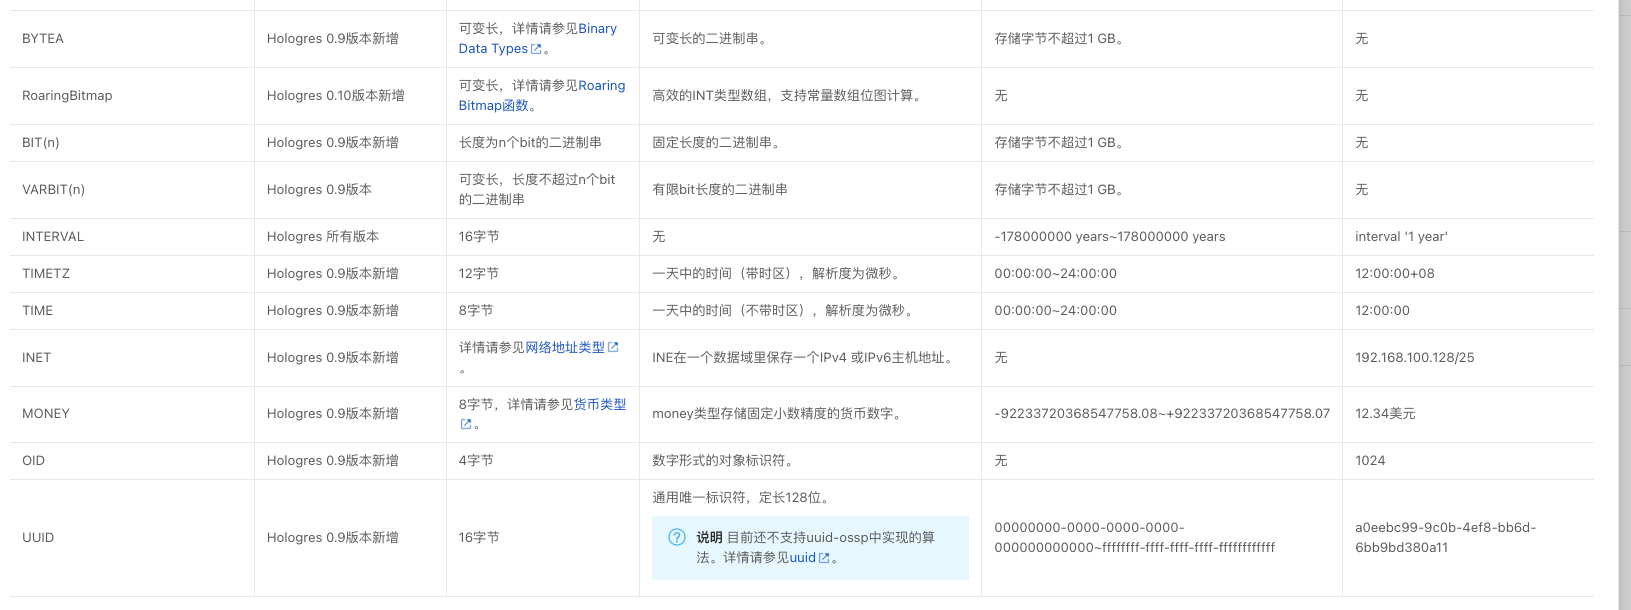 BYTEA
Hologres 0.9版本新增
可变长，详情请参见Binary
Data Types。
可变长的二进制串。
存储字节不超过1 GB。
无
RoaringBitmap
Hologres 0.10版本新增
可变长，详情请参见Roaring
Bitmap函数。
高效的INT类型数组，支持常量数组位图计算。
无
无
BIT(n)
Hologres 0.9版本新增
长度为n个bit的二进制串
固定长度的二进制串。
存储字节不超过1 GB。
无
VARBIT(n)
Hologres 0.9版本
可变长，长度不超过n个bit
的二进制串
有限bit长度的二进制串
存储字节不超过1 GB。
无
INTERVAL
Hologres 所有版本
16字节
无
-178000000 years~178000000 years
interval '1 year'
TIMETZ
Hologres 0.9版本新增
12字节
一天中的时间（带时区），解析度为微秒。
00:00:00~24:00:00
12:00:00+08
TIME
Hologres 0.9版本新增
8字节
一天中的时间（不带时区），解析度为微秒。
00:00:00~24:00:00
12:00:00
INET
Hologres 0.9版本新增
详情请参见网络地址类型
。
INE在一个数据域里保存一个IPv4 或IPv6主机地址。
无
192.168.100.128/25
MONEY
Hologres 0.9版本新增
8字节，详情请参见货币类型
。
money类型存储固定小数精度的货币数字。
-92233720368547758.08~+92233720368547758.07
12.34美元
OID
Hologres 0.9版本新增
4字节
数字形式的对象标识符。
无
1024
UUID
Hologres 0.9版本新增
16字节
通用唯一标识符，定长128位。
说明 目前还不支持uuid-ossp中实现的算
法。详情请参见uuid。
00000000-0000-0000-0000-
000000000000~ffffffff-ffff-ffff-ffff-ffffffffffff
a0eebc99-9c0b-4ef8-bb6d-
6bb9bd380a11